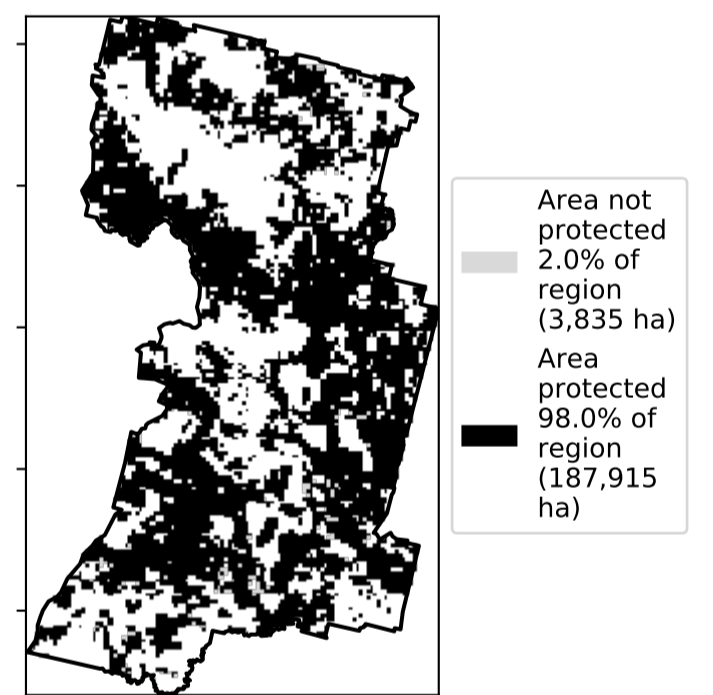 Area not
protected
2.0% of
region
(3,835 ha)
Area
protected
98.0% of
region
(187,915
ha)